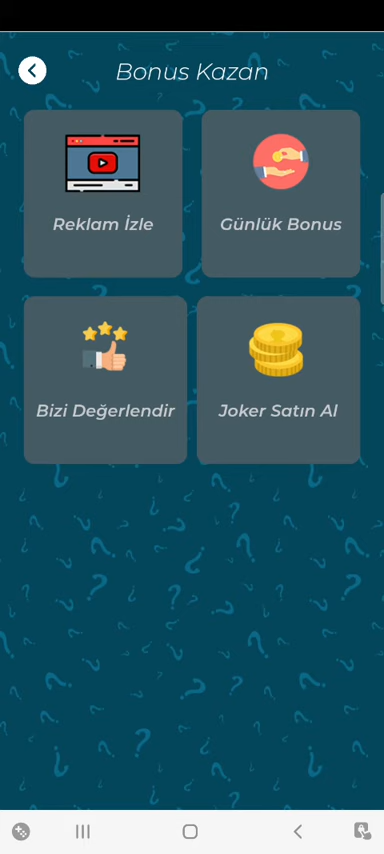 Bonus Kazan
Reklam İzle
Günlük Bonus
Bizi Değerlendir
Joker Satın Al